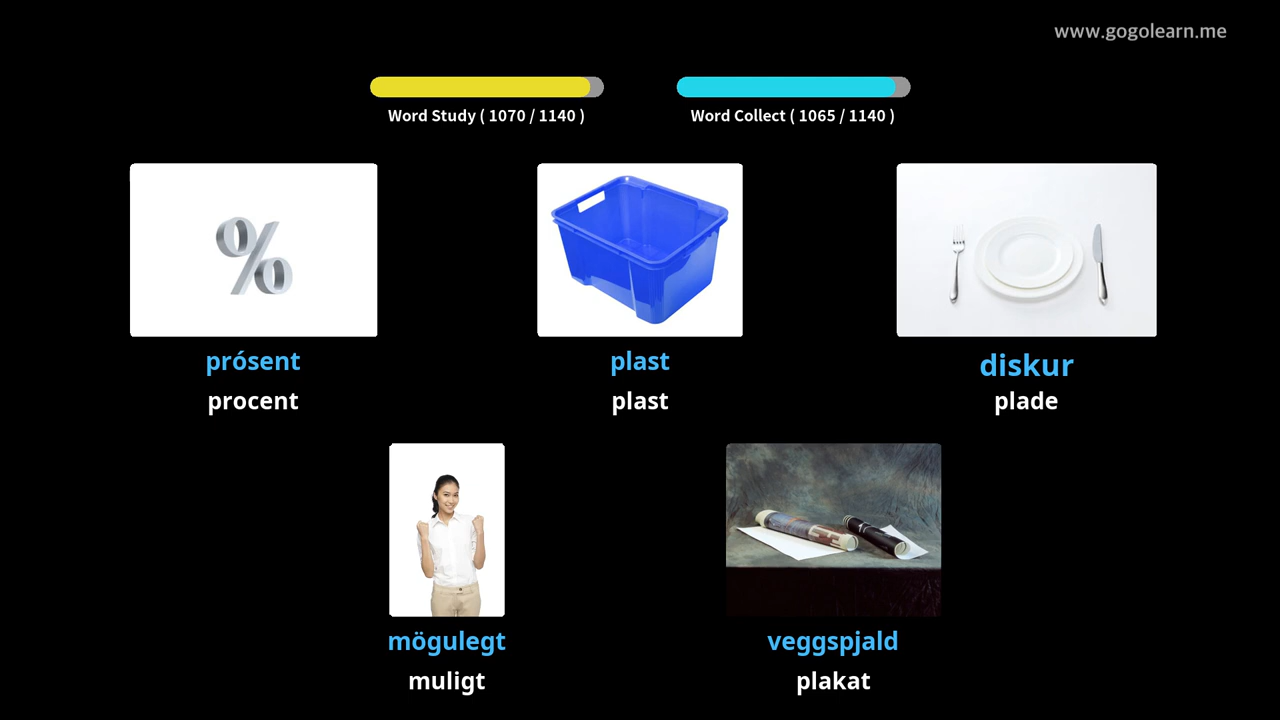 www.gogolearn.me
Word Study ( 1070 / 1140 )
Word Collect ( 1065 / 1140 )
%
prósent
procent
plast
plast
diskur
plade
mögulegt
muligt
veggspjald
plakat